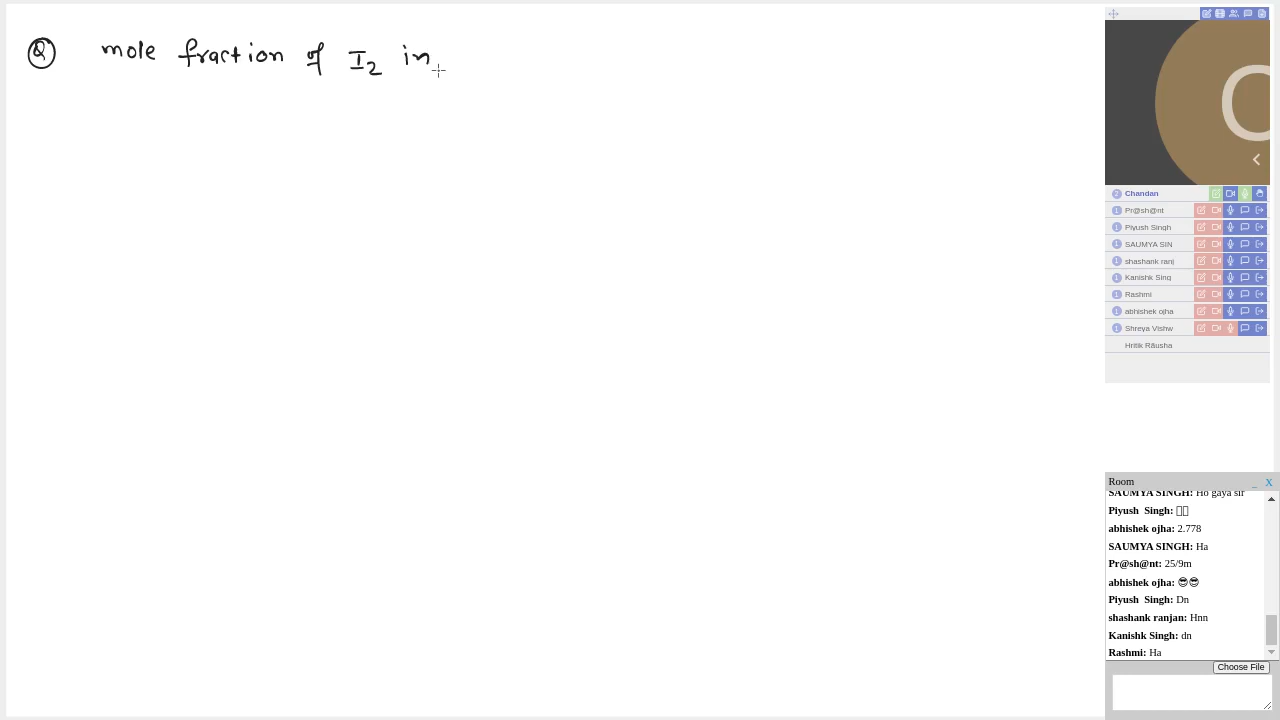 Q mole fraction of I2 in
Chandan
Pr@sh@nt
Piyush Singh
SAUMYA SIN
shashank ranj
Kanishk Sing
Rashmi
abhishek ojha
Shreya Vishw
Hritik Răusha
Room _ X
SAUMYA SINGH: Ho gaya sir
Piyush Singh:
abhishek ojha: 2.778
SAUMYA SINGH: Ha
Pr@sh@nt: 25/9m
abhishek ojha: 😎😎
Piyush Singh: Dn
shashank ranjan: Hnn
Kanishk Singh: dn
Rashmi: Ha
Choose File